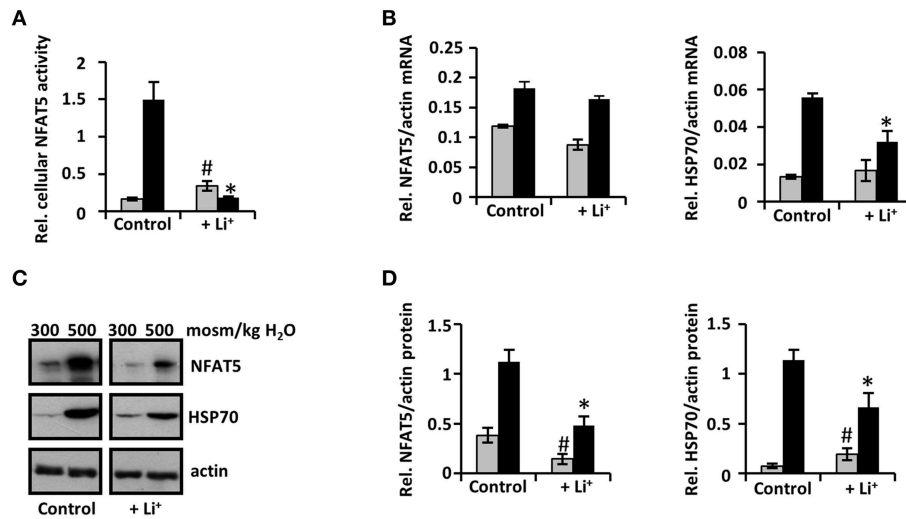 A
Rel. cellular NFAT5 activity
2
1.5
1
0.5
0
#
*
Control
+ Li⁺
B
Rel. NFAT5/actin mRNA
0.25
0.2
0.15
0.1
0.05
0
Control
+ Li⁺
Rel. HSP70/actin mRNA
0.08
0.06
0.04
0.02
0
*
Control
+ Li⁺
C
300 500 300 500 mosm/kg H₂O
NFAT5
HSP70
actin
Control
+ Li⁺
D
Rel. NFAT5/actin protein
1.5
1
0.5
0
#
*
Control
+ Li⁺
Rel. HSP70/actin protein
1.5
1
0.5
0
#
*
Control
+ Li⁺